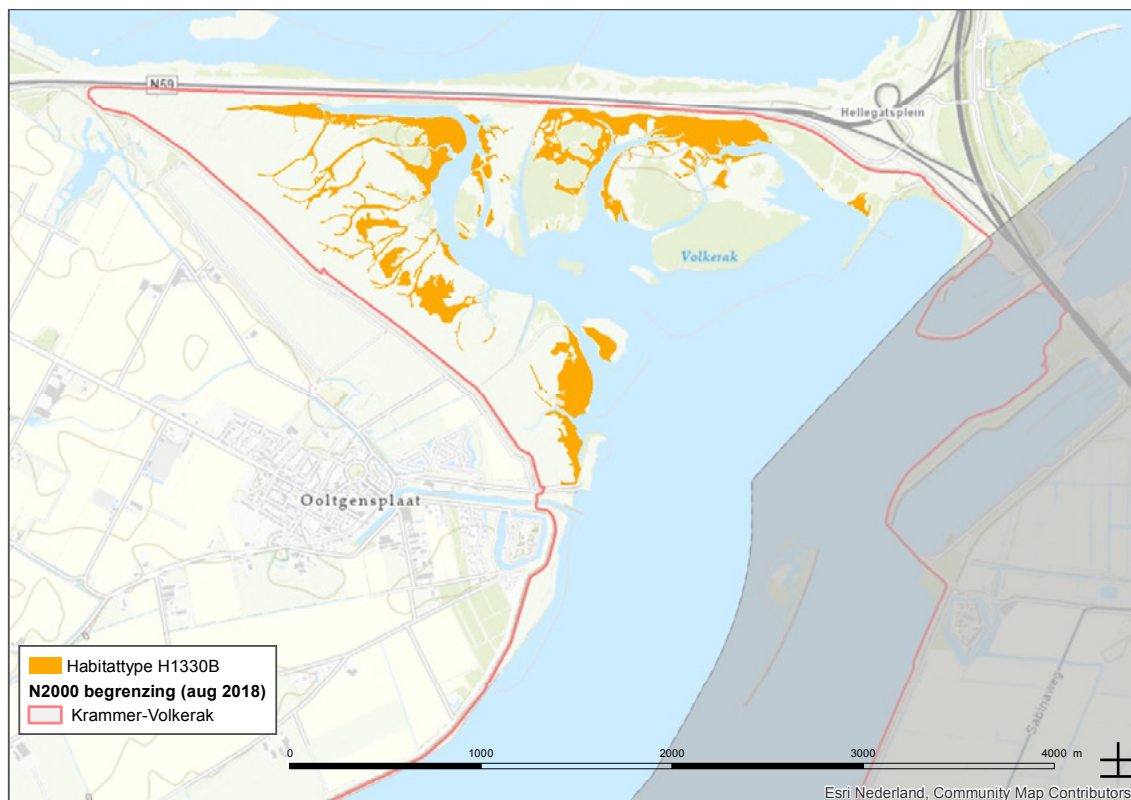 N59
Hellegatsplein
Volkerak
Ooltgensplaat
Sabinaweg
Habitattype H1330B
N2000 begrenzing (aug 2018)
Krammer-Volkerak
0 1000 2000 3000 4000 m
Esri Nederland, Community Map Contributors